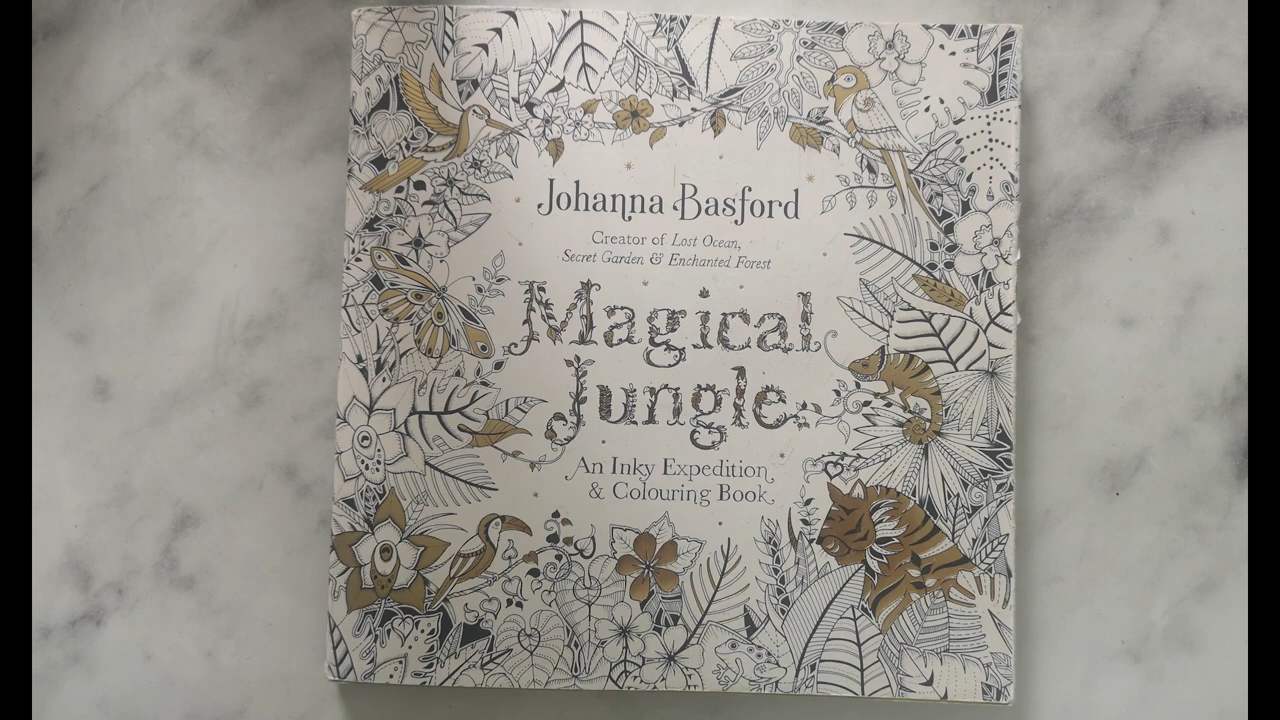 Johanna Basford
Creator of Lost Ocean,
Secret Garden & Enchanted Forest
Magical
Jungle
An Inky Expedition
& Colouring Book